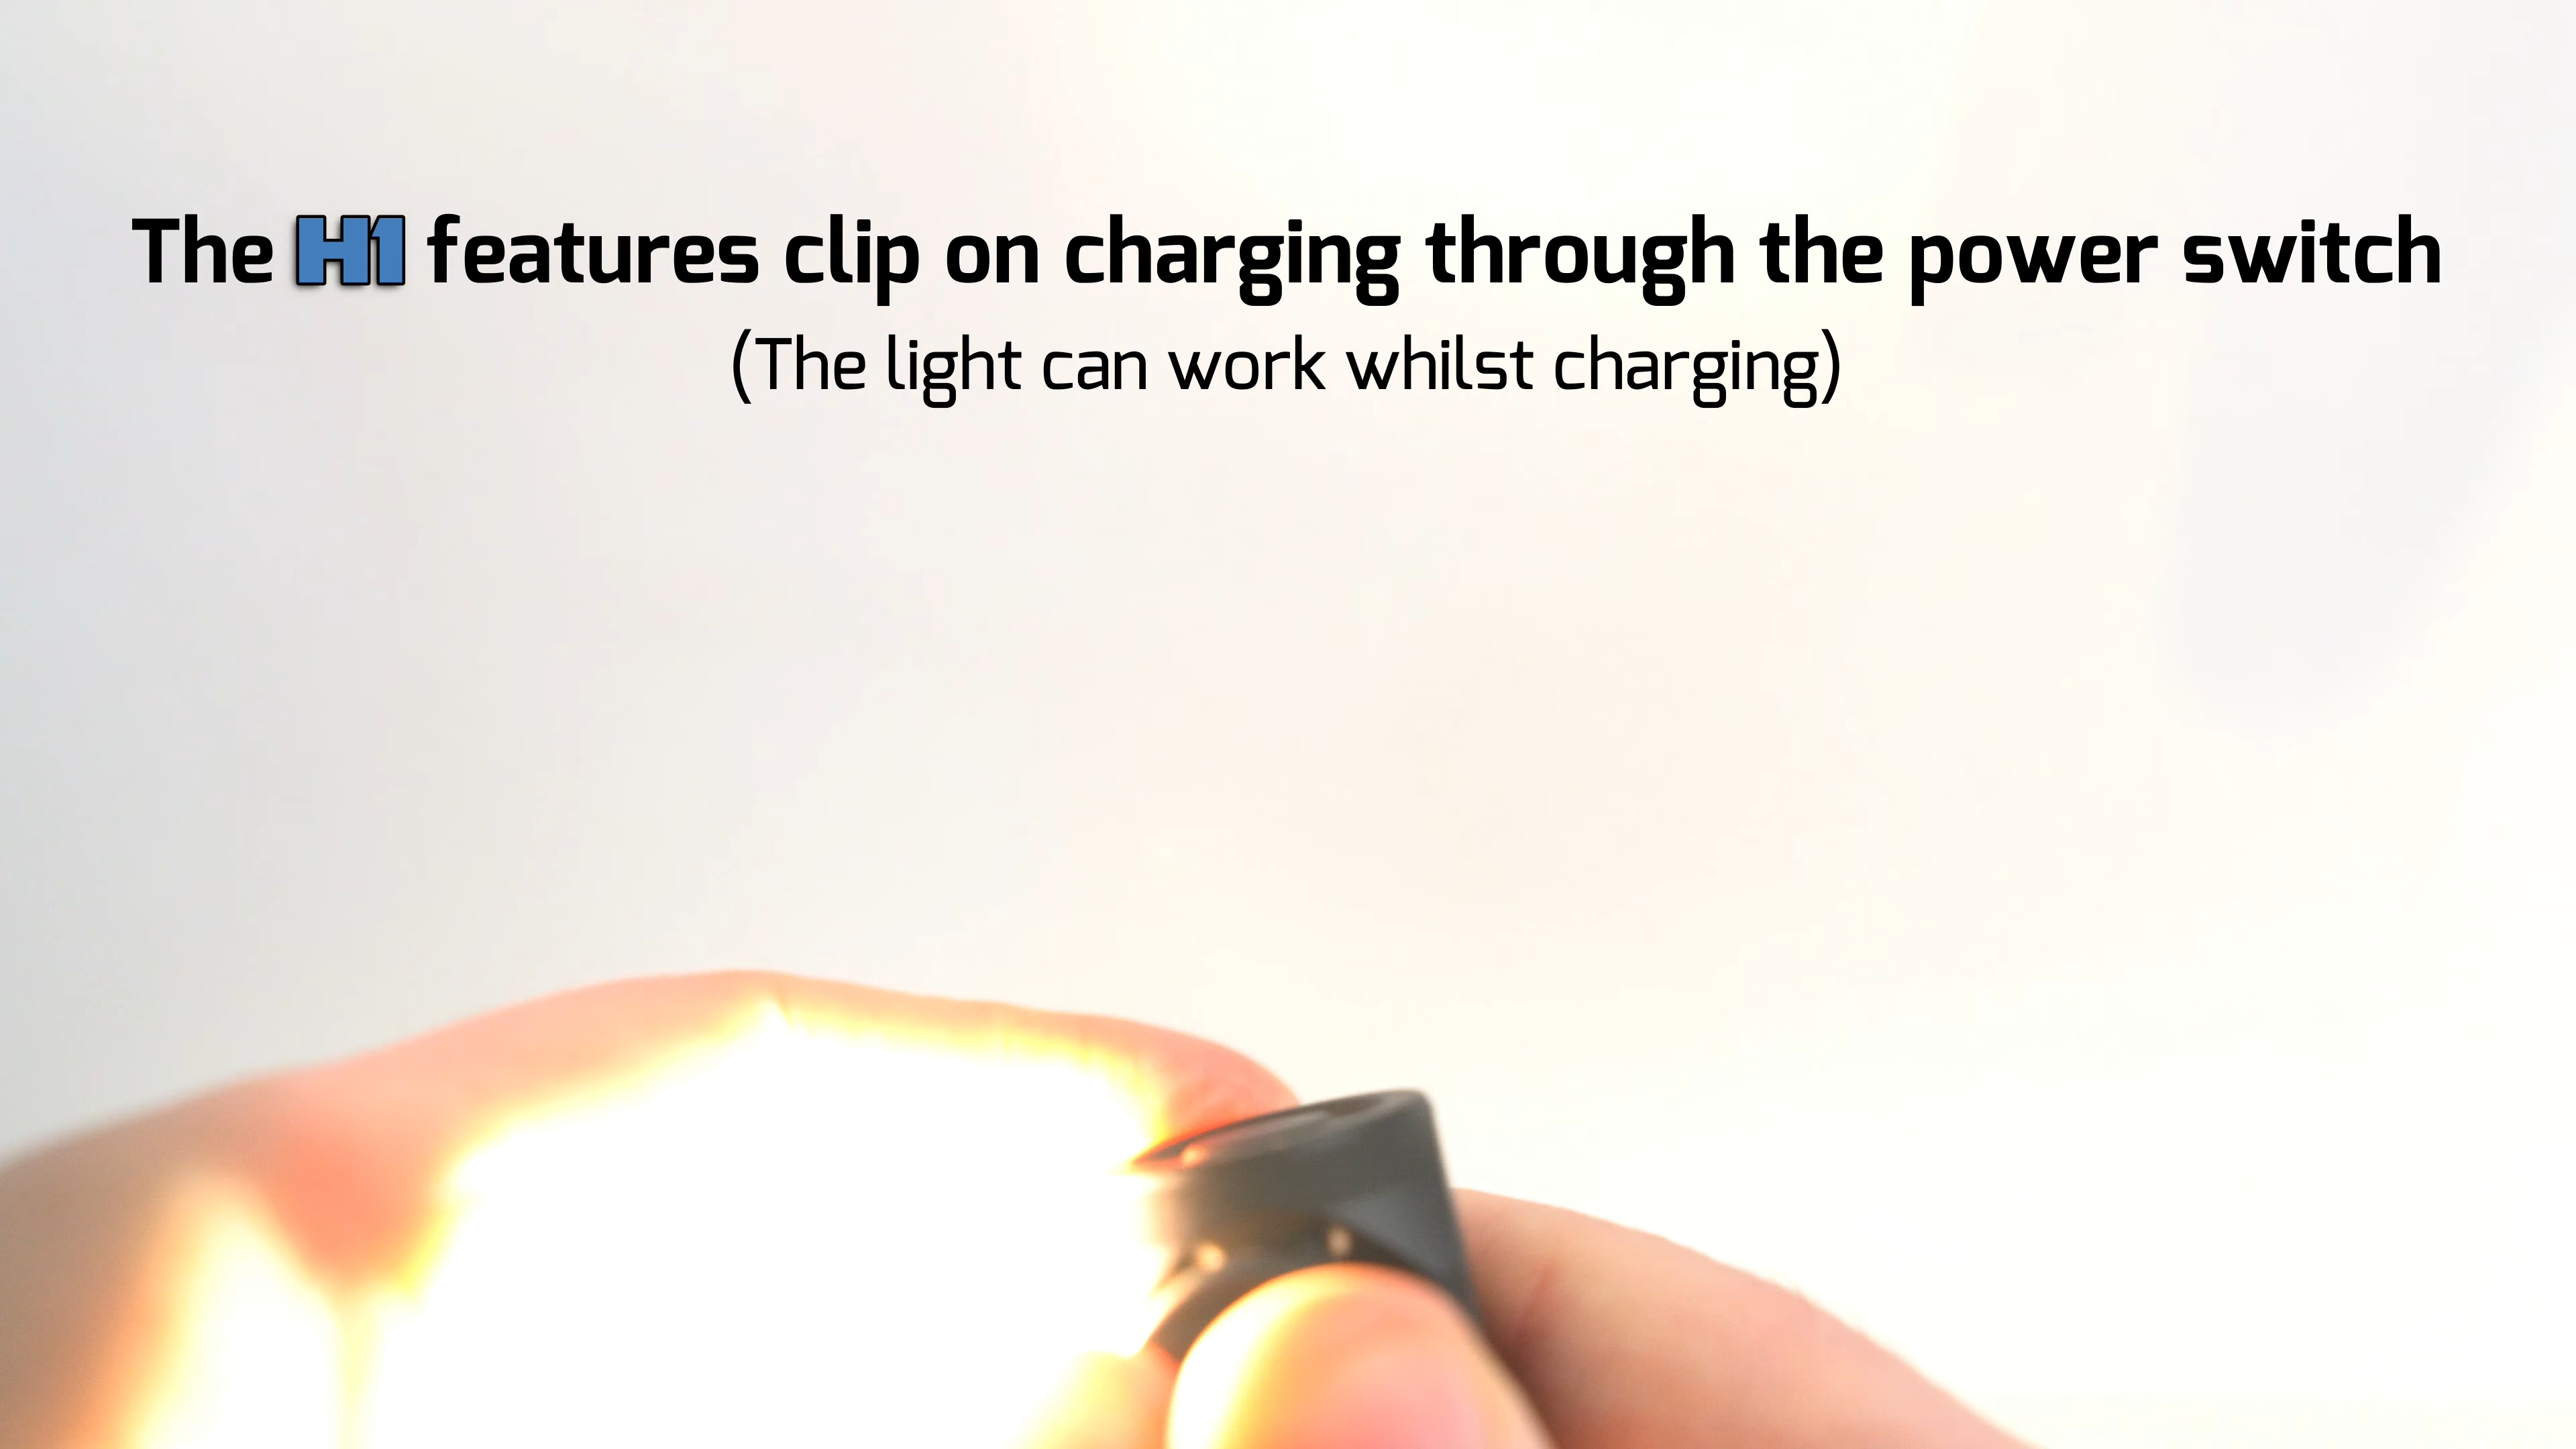 The H1 features clip on charging through the power switch
(The light can work whilst charging)